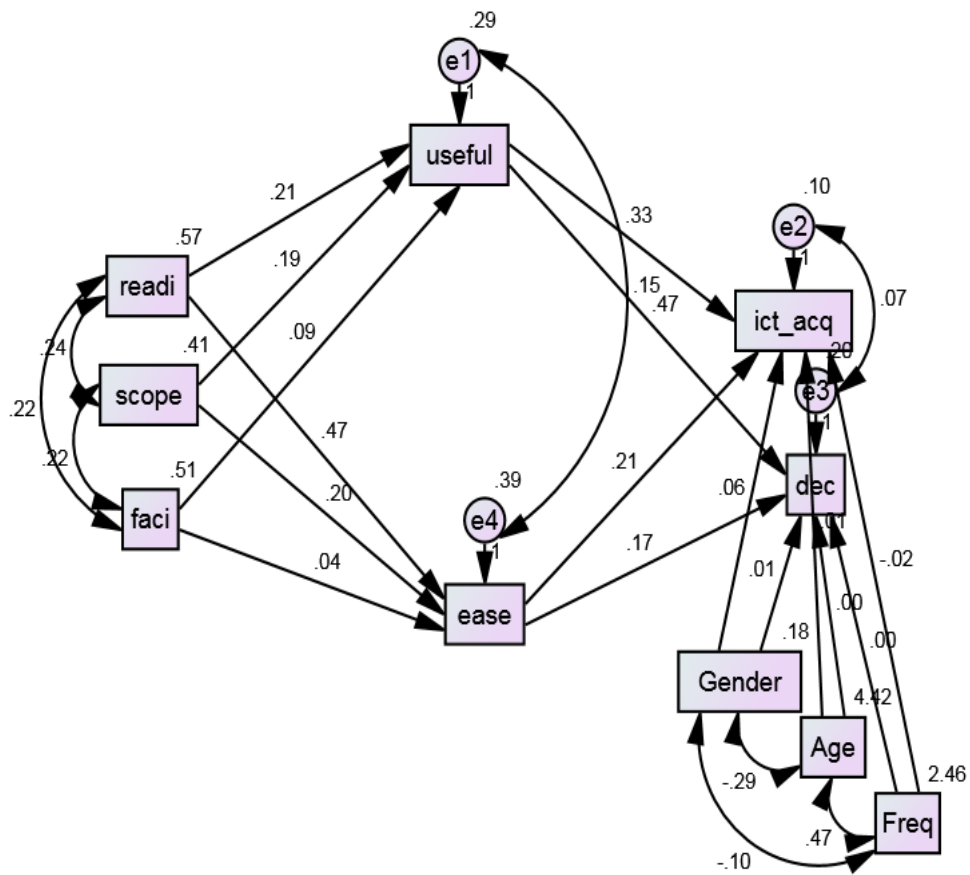 .29
e1
1
useful
.21
.57
.19
.09
.41
readi
.24
scope
.22
.22
.51
faci
.47
.20
.04
.39
e4
1
ease
.33
.15
.47
.10
e2
1
ict_acq
.07
.20
e3
1
dec
.21
.17
.06
.01
.01
-.02
.00
.00
.18
Gender
4.42
Age
2.46
Freq
-.29
.47
-.10